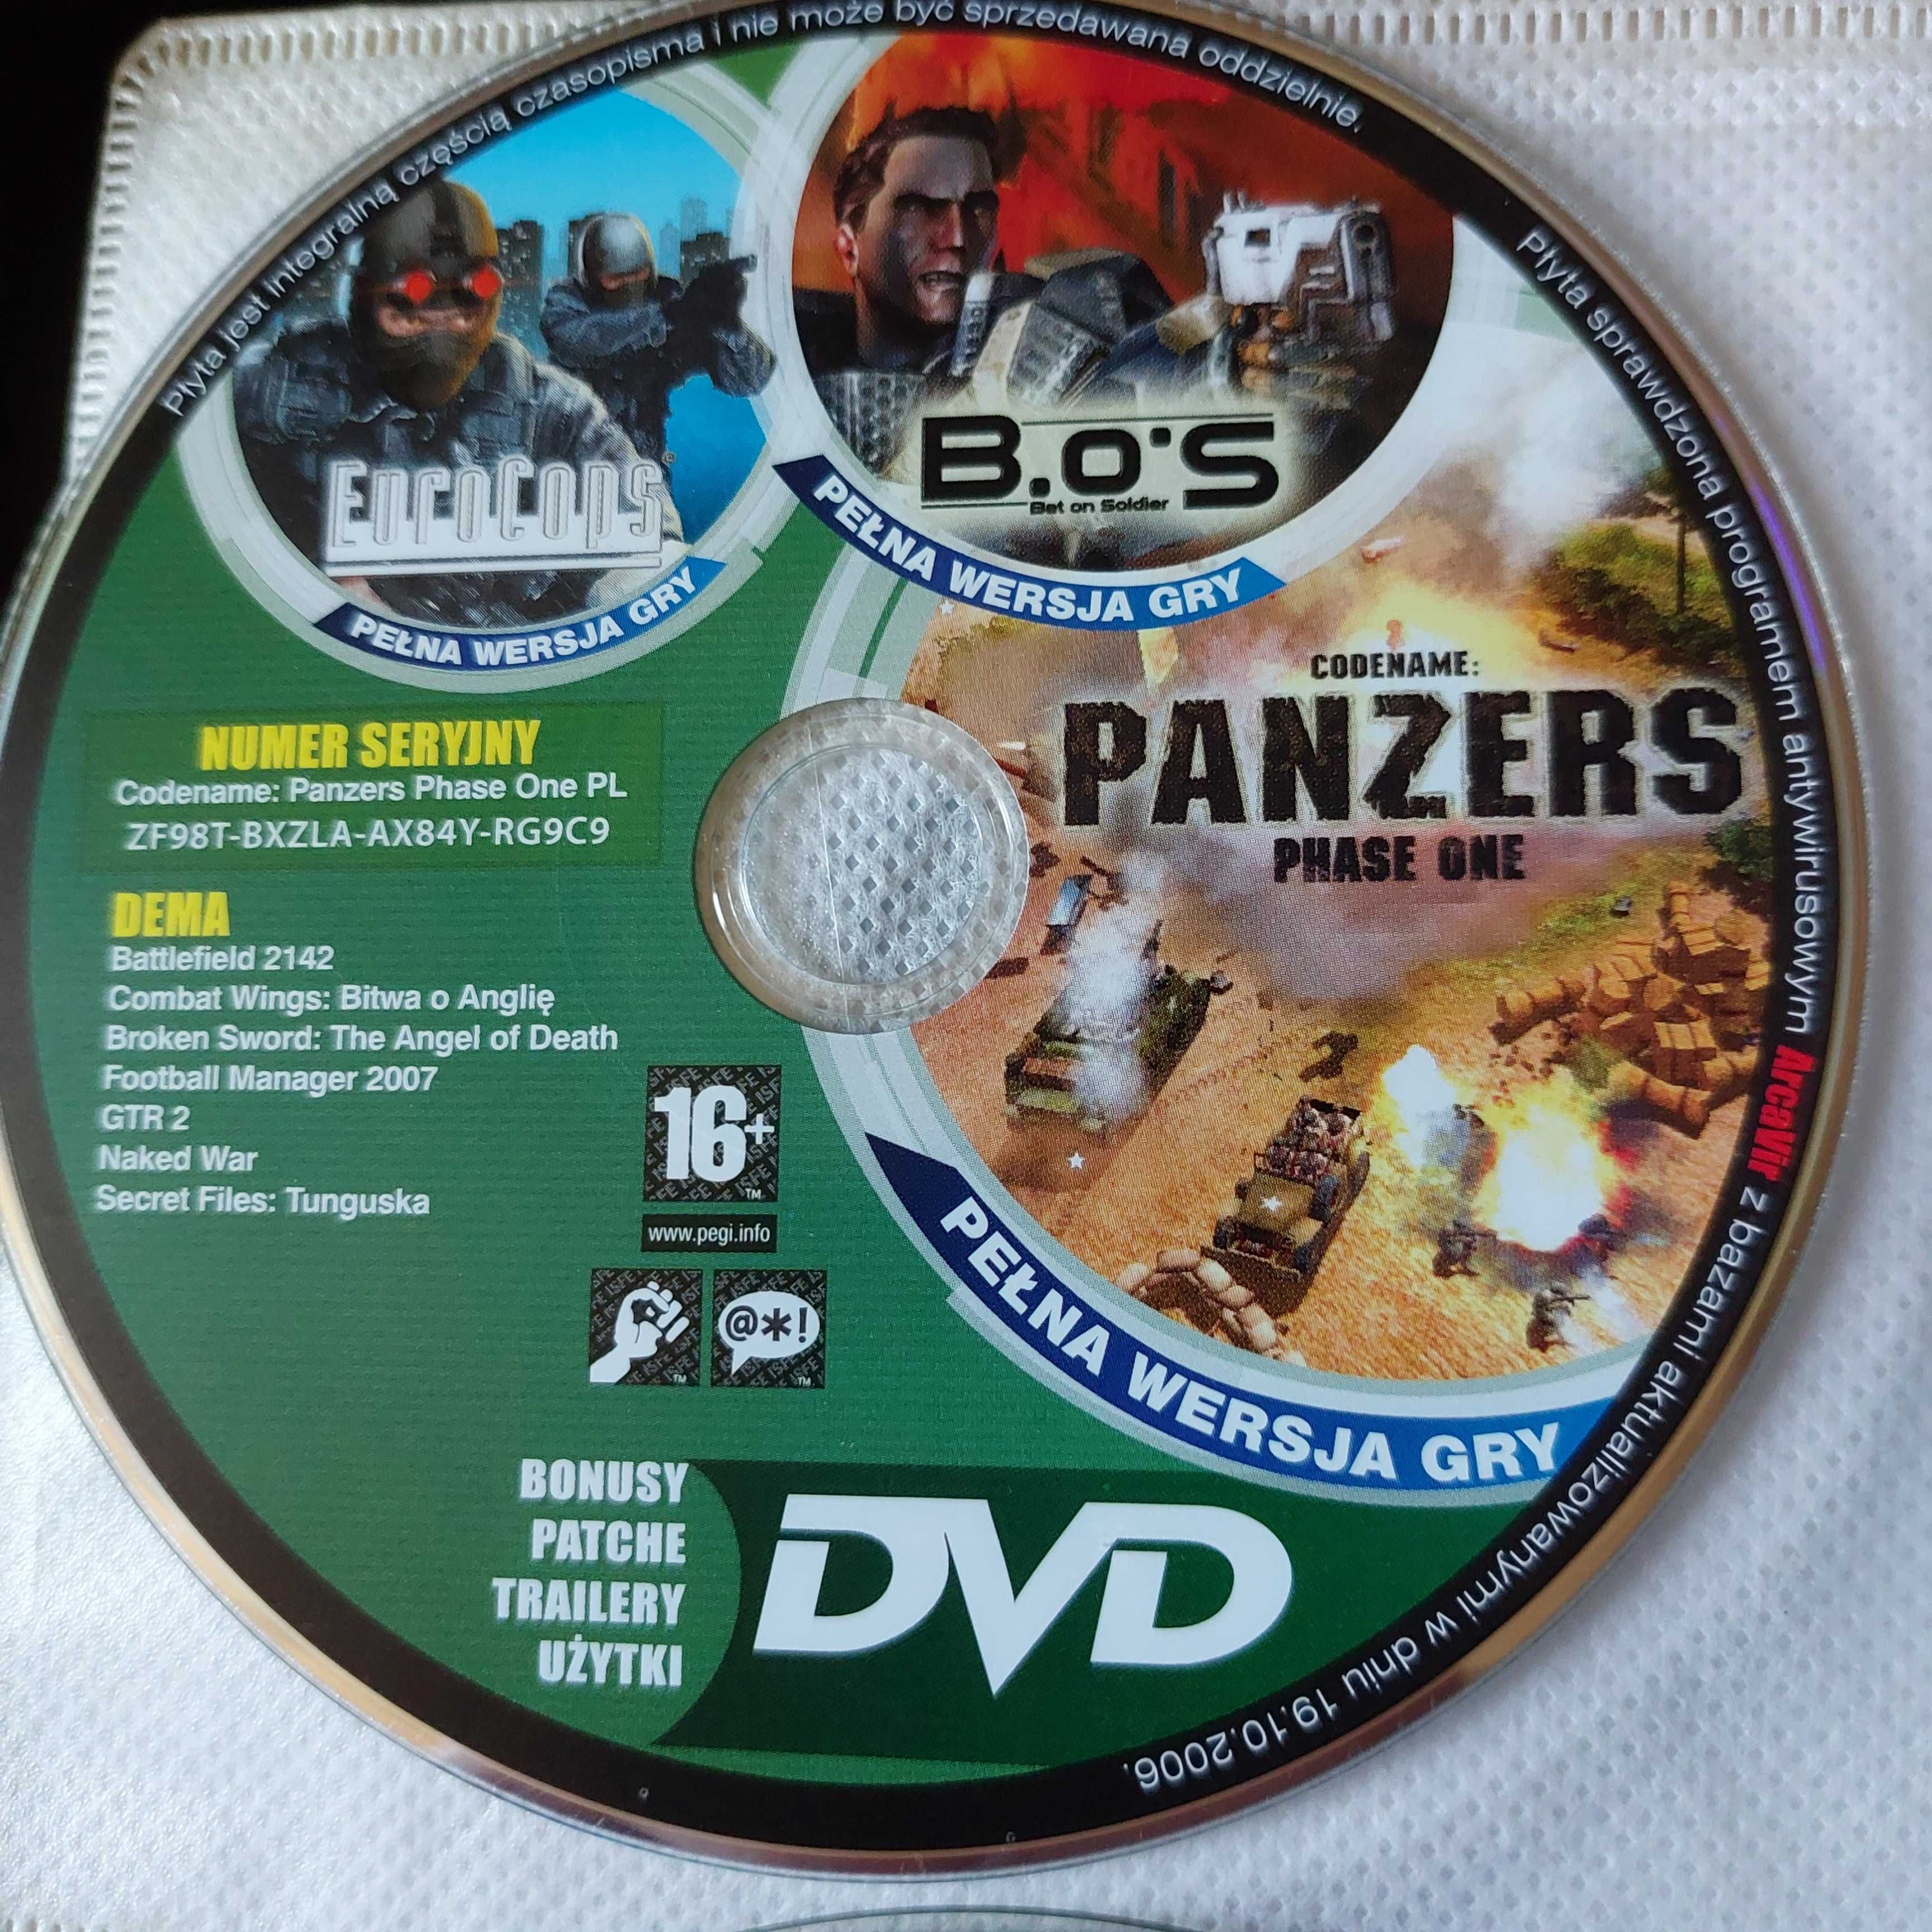 Płyta jest integralną częścią czasopisma i nie może być sprzedawana oddzielnie.
Płyta sprawdzona programem antywirusowym ArcaVir z bazami aktualizowanymi w dniu 19.10.2006.
EuroCops
PEŁNA WERSJA GRY
B.o'S
Bet on Soldier
PEŁNA WERSJA GRY
CODENAME:
PANZERS
PHASE ONE
PEŁNA WERSJA GRY
NUMER SERYJNY
Codename: Panzers Phase One PL
ZF98T-BXZLA-AX84Y-RG9C9
DEMA
Battlefield 2142
Combat Wings: Bitwa o Anglię
Broken Sword: The Angel of Death
Football Manager 2007
GTR 2
Naked War
Secret Files: Tunguska
16+
TM
www.pegi.info
@*!
TM
TM
BONUSY
PATCHE
TRAILERY
UŻYTKI
DVD